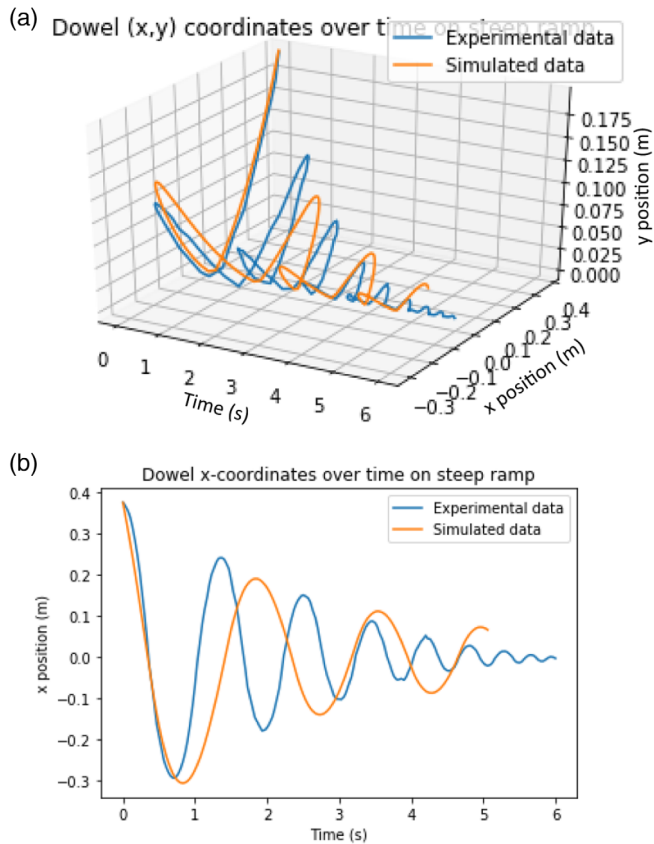 (a)
Dowel (x,y) coordinates over time on steep ramp
Experimental data
Simulated data
0.175
0.150
0.125
0.100
0.075
0.050
0.025
0.000
y position (m)
0.4
0.3
0.2
0.1
0.0
−0.1
−0.2
−0.3
x position (m)
0
1
2
3
4
5
6
Time (s)
(b)
Dowel x-coordinates over time on steep ramp
Experimental data
Simulated data
0.4
0.3
0.2
0.1
0.0
−0.1
−0.2
−0.3
x position (m)
0
1
2
3
4
5
6
Time (s)